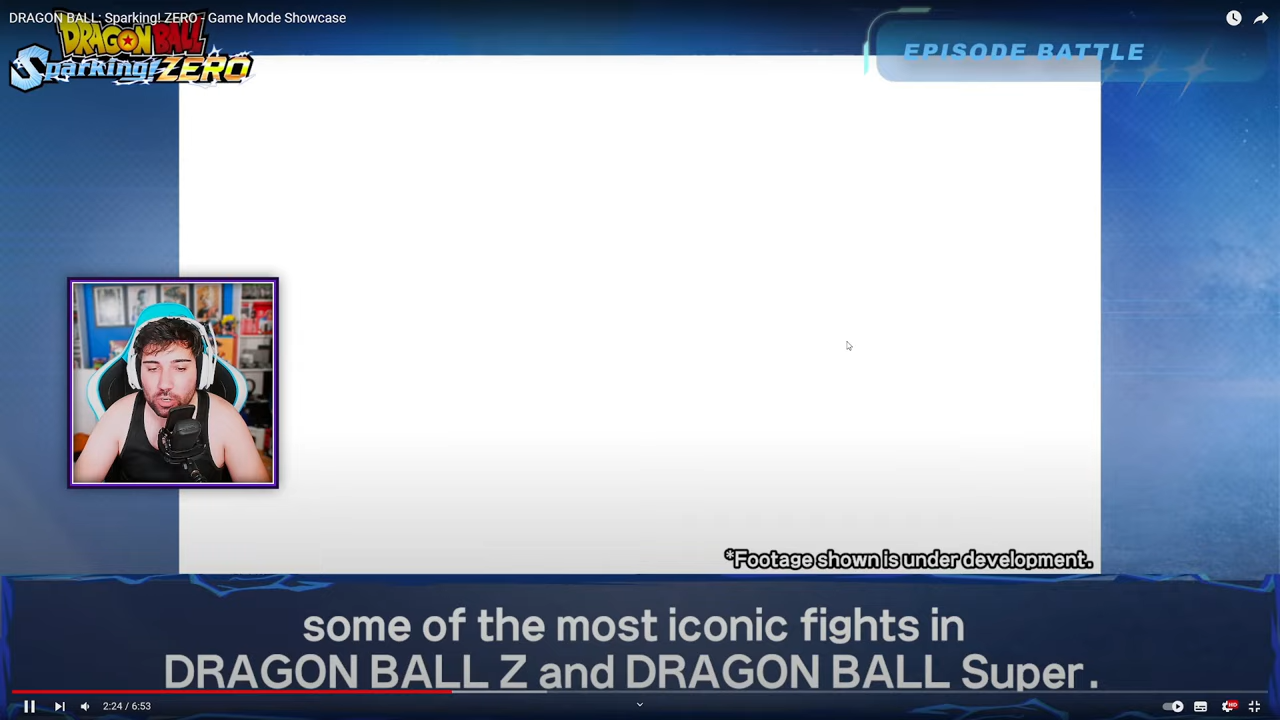 DRAGON BALL: Sparking! ZERO - Game Mode Showcase
DRAGON BALL
Sparking! ZERO
EPISODE BATTLE
*Footage shown is under development.
some of the most iconic fights in
DRAGON BALL Z and DRAGON BALL Super.
2:24 / 6:53
HD